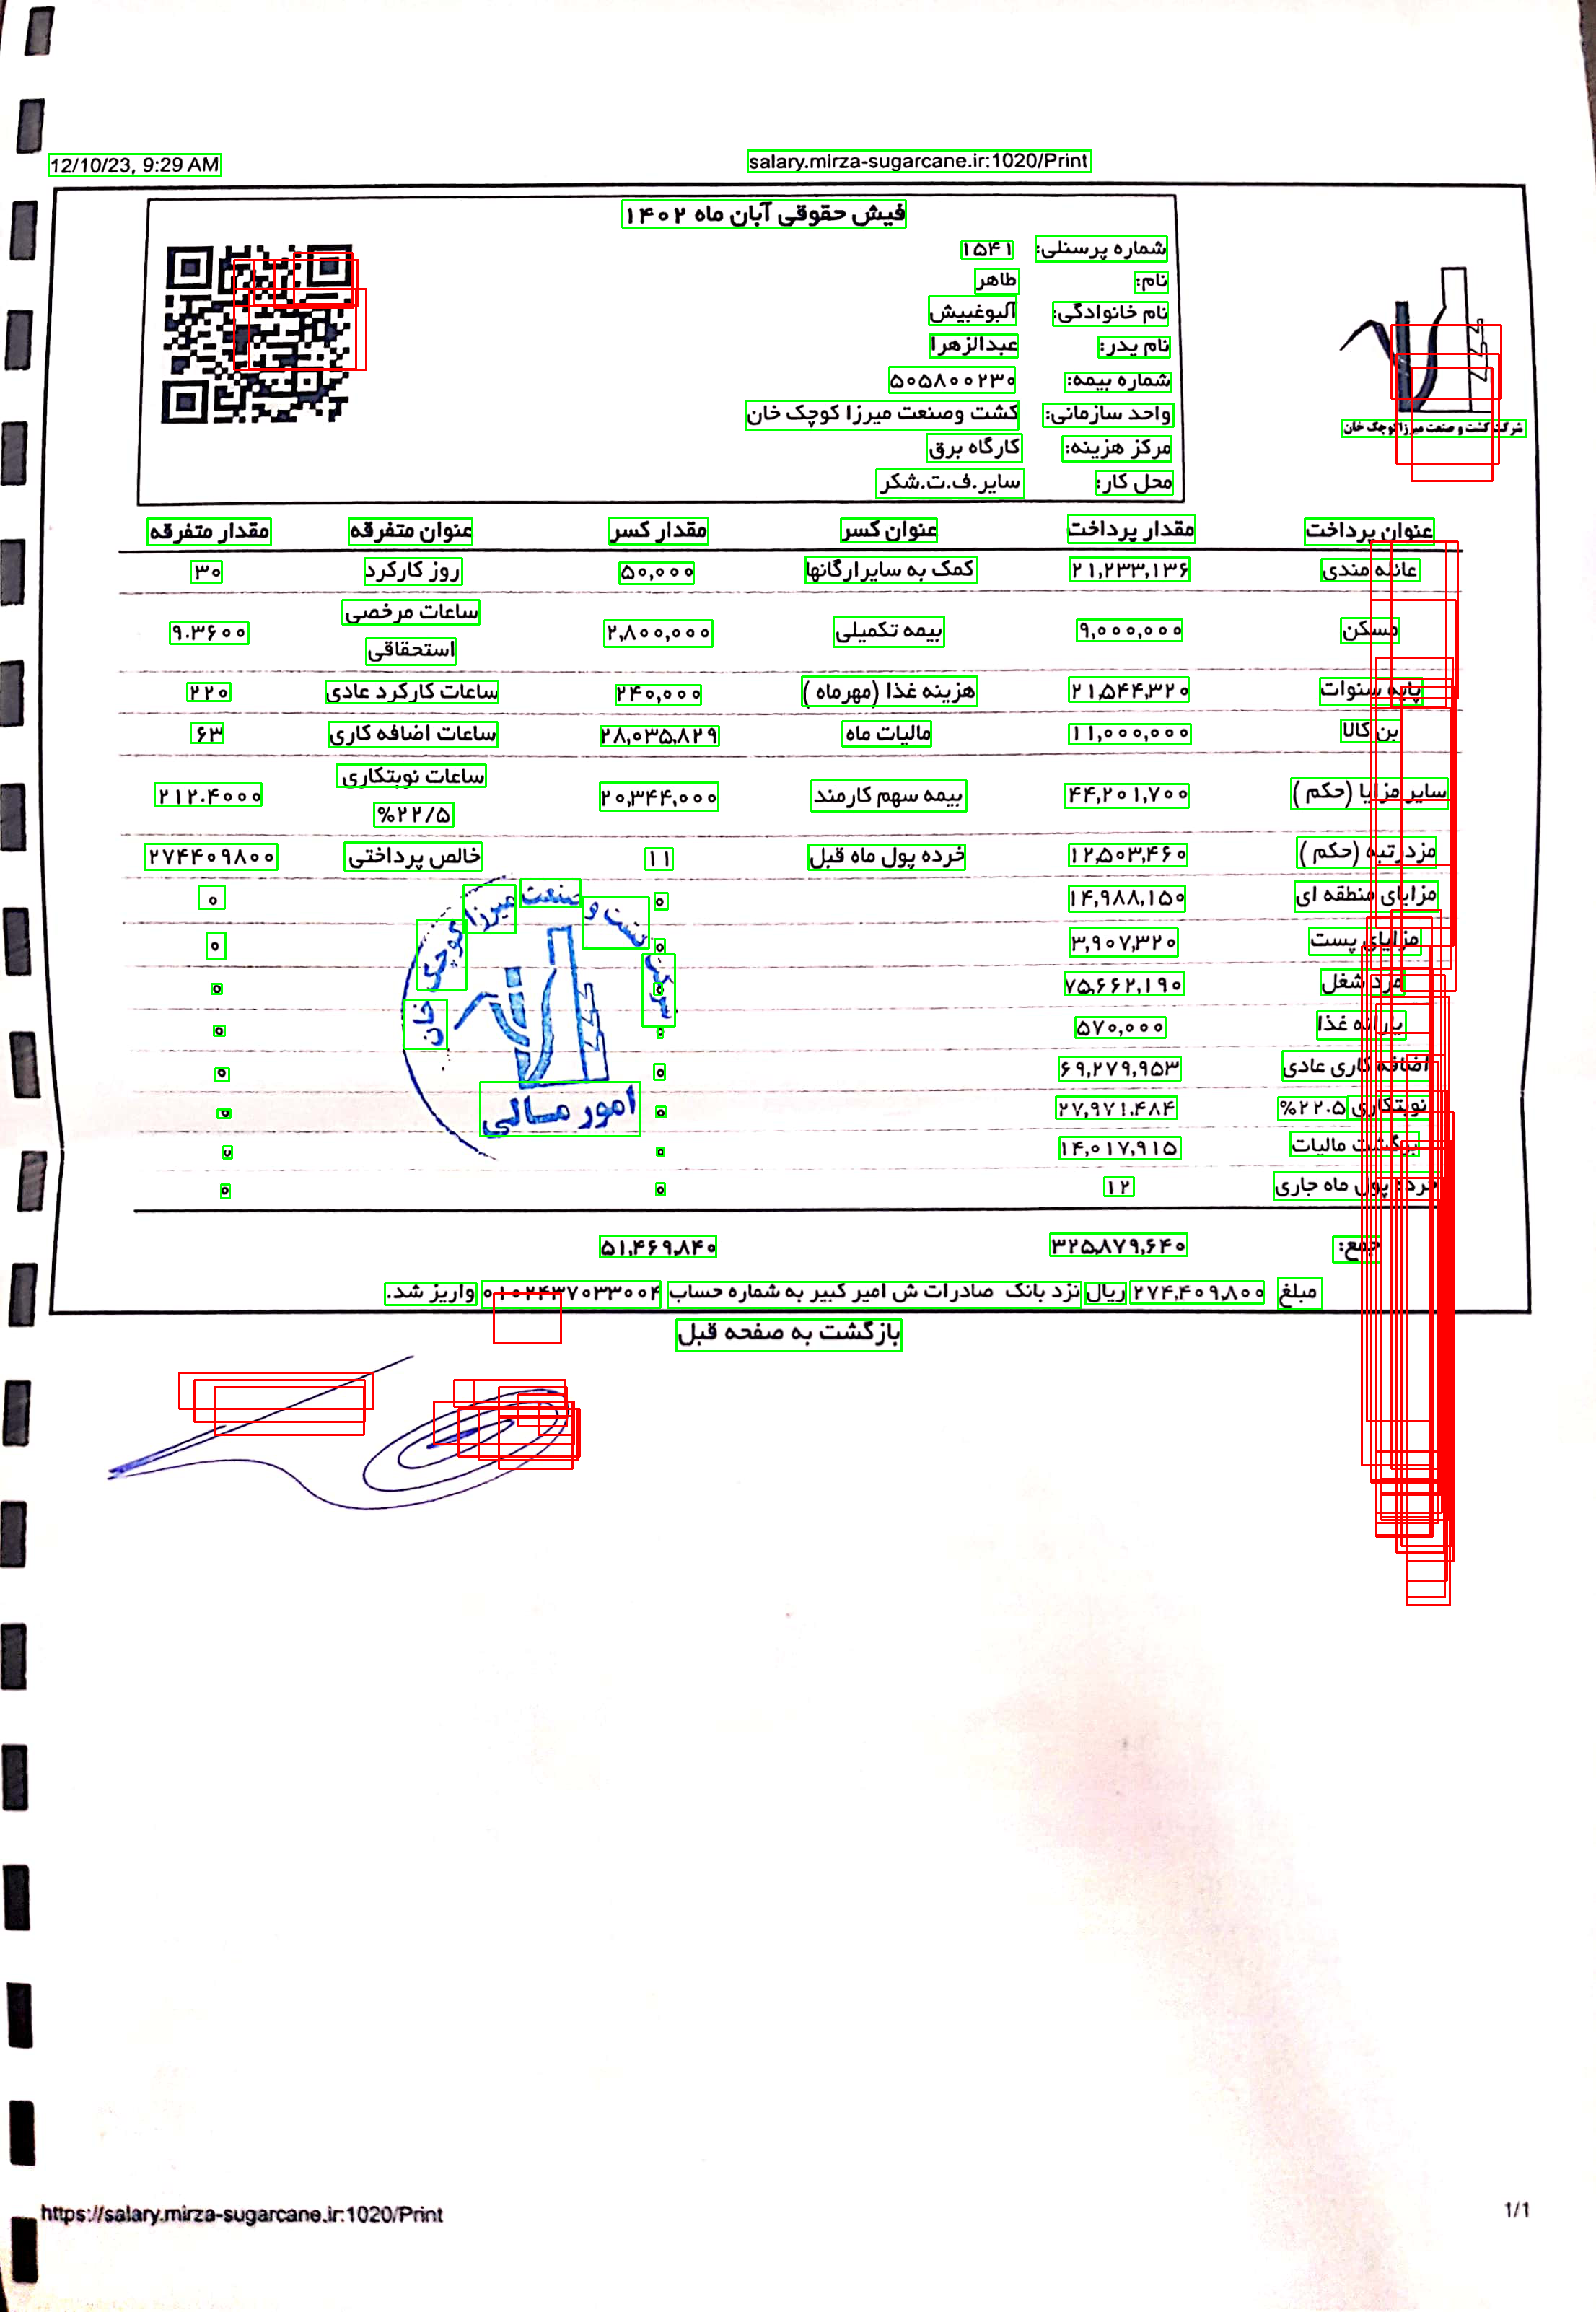 12/10/23, 9:29 AM salary.mirza-sugarcane.ir:1020/Print
فیش حقوقی آبان ماه ۱۴۰۲
شماره پرسنلی: ۱۵۴۱
نام: طاهر
نام خانوادگی: آلبوغبیش
نام پدر: عبدالزهرا
شماره بیمه: ۵۰۵۸۰۰۲۳۰
واحد سازمانی: کشت وصنعت میرزا کوچک خان
مرکز هزینه: کارگاه برق
محل کار: سایر.ف.ت.شکر
شرکت کشت و صنعت میرزاکوچک خان
عنوان پرداخت مقدار پرداخت عنوان کسر مقدار کسر عنوان متفرقه مقدار متفرقه
عائله مندی ۲۱,۲۳۳,۱۳۶ کمک به سایرارگانها ۵۰,۰۰۰ روز کارکرد ۳۰
مسکن ۹,۰۰۰,۰۰۰ بیمه تکمیلی ۲,۸۰۰,۰۰۰ ساعات مرخصی استحقاقی ۹.۳۶۰۰
پایه سنوات ۲۱,۵۴۴,۳۲۰ هزینه غذا (مهرماه ) ۲۴۰,۰۰۰ ساعات کارکرد عادی ۲۲۰
بن کالا ۱۱,۰۰۰,۰۰۰ مالیات ماه ۲۸,۰۳۵,۸۲۹ ساعات اضافه کاری ۶۳
سایر مزایا (حکم ) ۴۴,۲۰۱,۷۰۰ بیمه سهم کارمند ۲۰,۳۴۴,۰۰۰ ساعات نوبتکاری ۲۲/۵% ۲۱۲.۴۰۰۰
مزدرتبه (حکم ) ۱۲,۵۰۳,۴۶۰ خرده پول ماه قبل ۱۱ خالص پرداختی ۲۷۴۴۰۹۸۰۰
مزایای منطقه ای ۱۴,۹۸۸,۱۵۰ ۰ ۰
مزایای پست ۳,۹۰۷,۳۲۰ ۰ ۰
مزد شغل ۷۵,۶۶۲,۱۹۰ ۰ ۰
یارانه غذا ۵۷۰,۰۰۰ ۰ ۰
اضافه کاری عادی ۶۹,۲۷۹,۹۵۳ ۰ ۰
نوبتکاری ۲۲.۵% ۲۷,۹۷۱,۴۸۴ ۰ ۰
برگشت مالیات ۱۴,۰۱۷,۹۱۵ ۰ ۰
خرده پول ماه جاری ۱۲ ۰ ۰
شرکت کشت و صنعت میرزا کوچک خان
امور مالی
جمع: ۳۲۵,۸۷۹,۶۴۰ ۵۱,۴۶۹,۸۴۰
مبلغ ۲۷۴,۴۰۹,۸۰۰ ریال نزد بانک صادرات ش امیر کبیر به شماره حساب ۰۱۰۲۴۳۷۰۳۳۰۰۴ واریز شد.
بازگشت به صفحه قبل
https://salary.mirza-sugarcane.ir:1020/Print 1/1